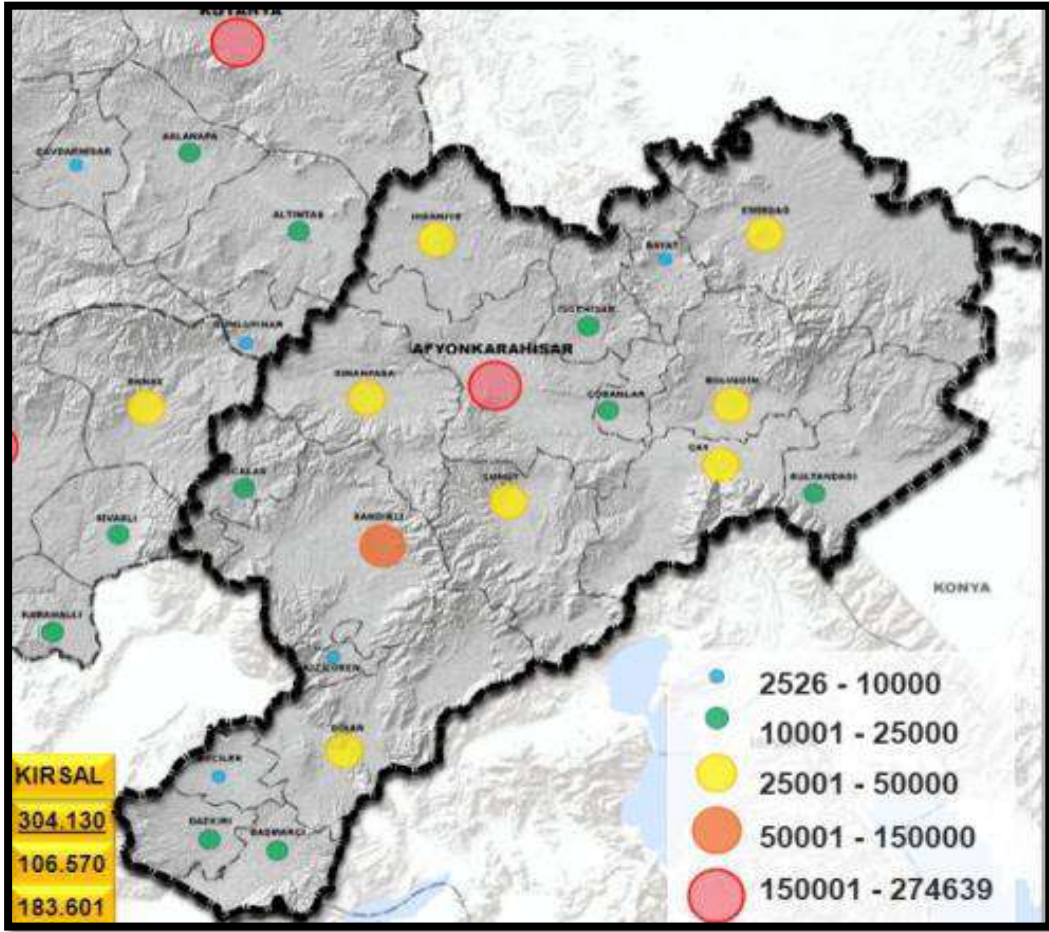 KÜTAHYA
ASLANAPA
ÇAVDARHİSAR
ALTINTAŞ
İHSANİYE
EMİRDAĞ
BAYAT
İSCEHİSAR
DUMLUPINAR
AFYONKARAHİSAR
SİNANPAŞA
BANAZ
ÇOBANLAR
BOLVADİN
ÇAY
HOCALAR
ŞUHUT
SULTANDAĞI
SANDIKLI
SİVASLI
KONYA
KARAHALLI
KIZILÖREN
DİNAR
EVCİLER
DAZKIRI
BAŞMAKÇI
KIRSAL
304.130
106.570
183.601
2526 - 10000
10001 - 25000
25001 - 50000
50001 - 150000
150001 - 274639